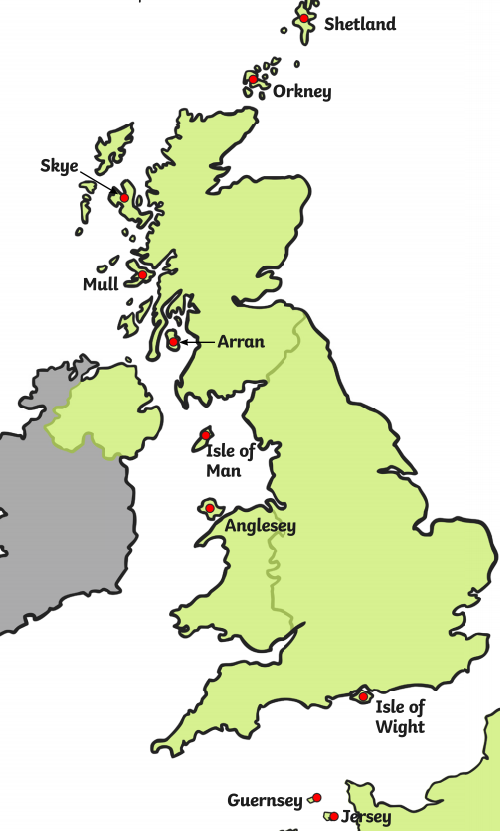 Shetland
Orkney
Skye
Mull
Arran
Isle of
Man
Anglesey
Isle of
Wight
Guernsey
Jersey